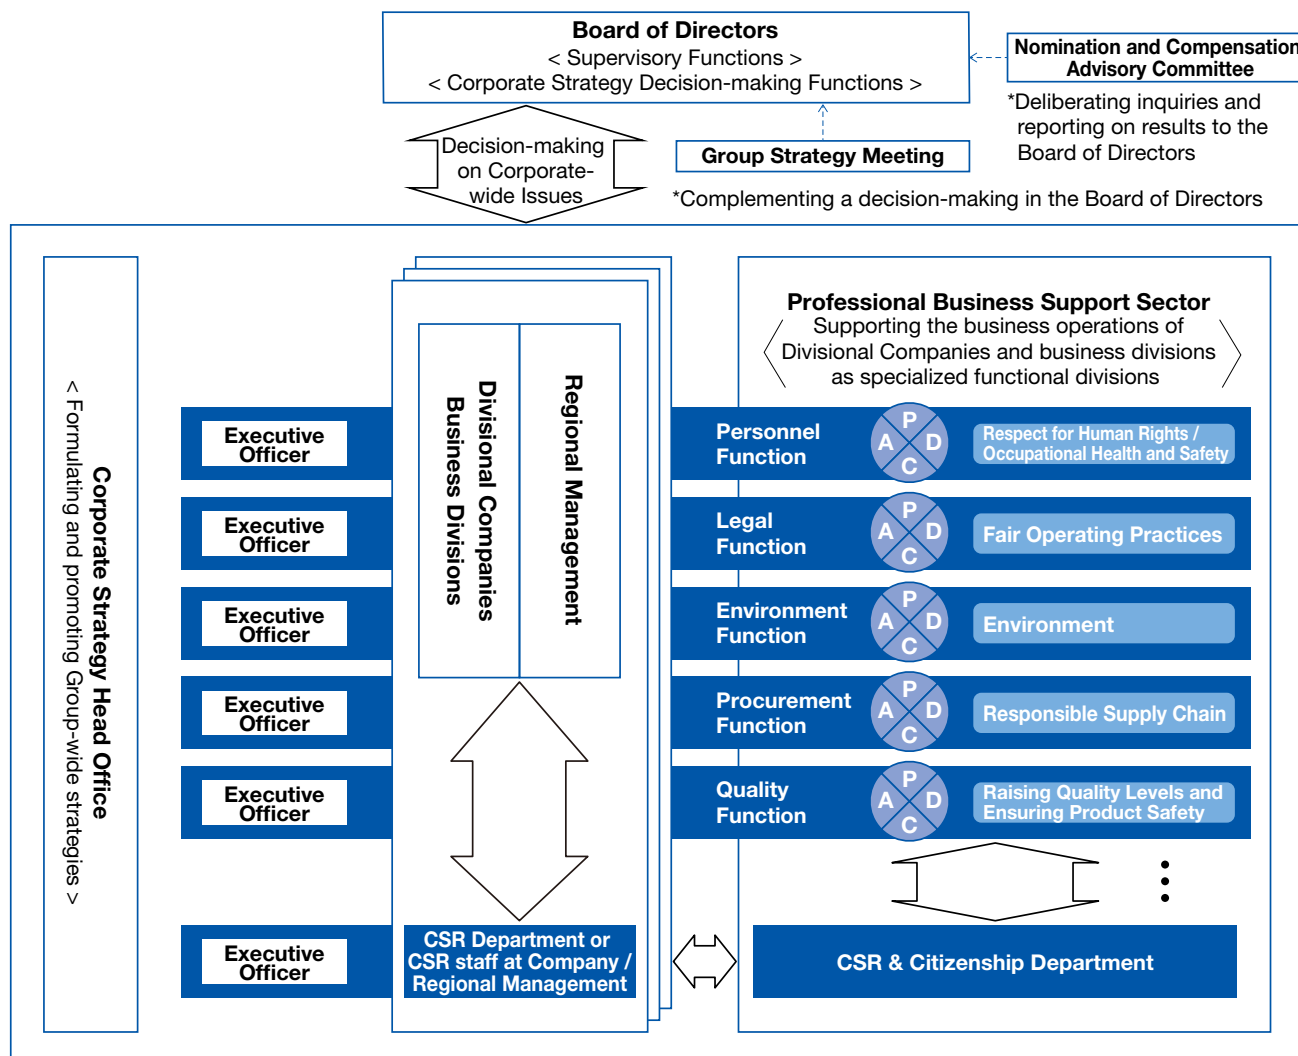 Board of Directors
< Supervisory Functions >
< Corporate Strategy Decision-making Functions >
Nomination and Compensation
Advisory Committee
*Deliberating inquiries and
reporting on results to the
Board of Directors
Decision-making
on Corporate-
wide Issues
Group Strategy Meeting
*Complementing a decision-making in the Board of Directors
Corporate Strategy Head Office
< Formulating and promoting Group-wide strategies >
Divisional Companies
Business Divisions
Regional Management
Professional Business Support Sector
Supporting the business operations of
Divisional Companies and business divisions
as specialized functional divisions
Executive
Officer
Personnel
Function
P
A D
C
Respect for Human Rights /
Occupational Health and Safety
Executive
Officer
Legal
Function
P
A D
C
Fair Operating Practices
Executive
Officer
Environment
Function
P
A D
C
Environment
Executive
Officer
Procurement
Function
P
A D
C
Responsible Supply Chain
Executive
Officer
Quality
Function
P
A D
C
Raising Quality Levels and
Ensuring Product Safety
Executive
Officer
CSR Department or
CSR staff at Company /
Regional Management
CSR & Citizenship Department